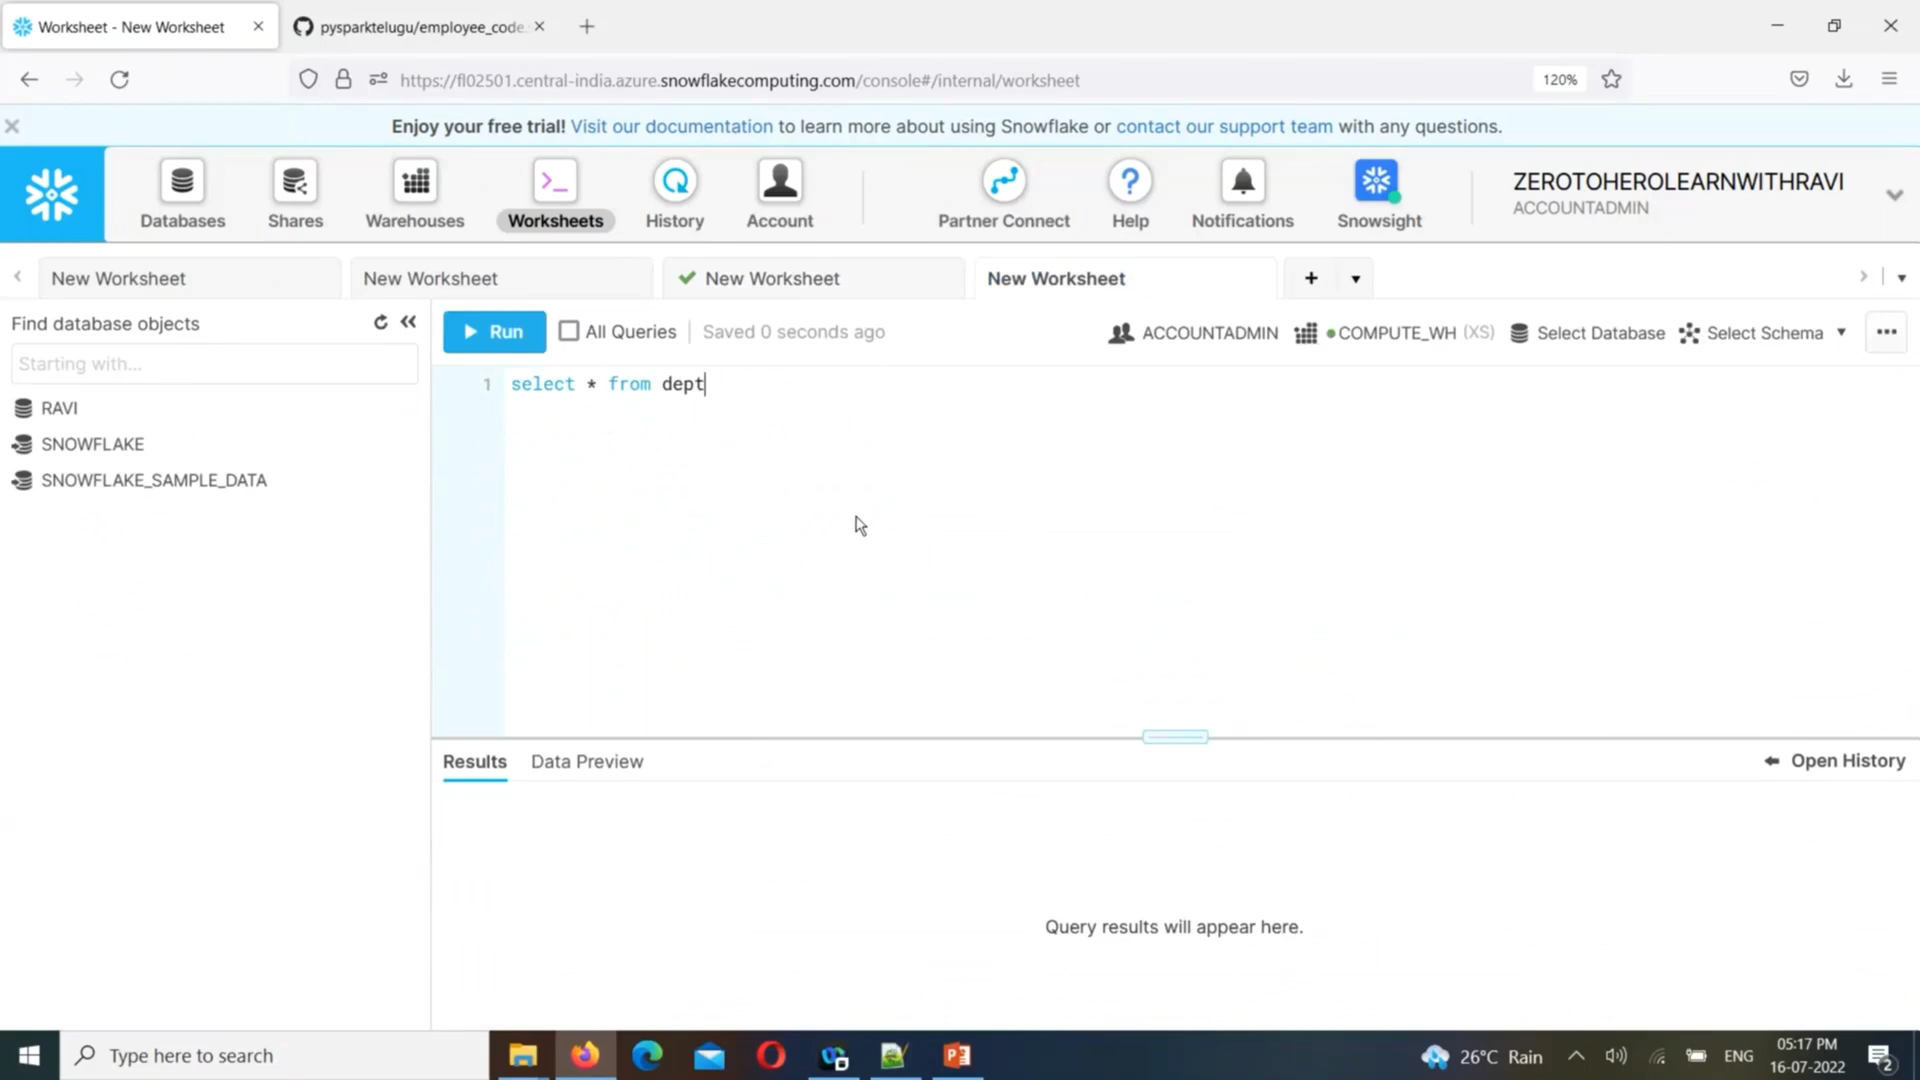 Worksheet - New Worksheet
pysparktelugu/employee_code
https://fl02501.central-india.azure.snowflakecomputing.com/console#/internal/worksheet
120%
Enjoy your free trial! Visit our documentation to learn more about using Snowflake or contact our support team with any questions.
Databases
Shares
Warehouses
Worksheets
History
Account
Partner Connect
Help
Notifications
Snowsight
ZEROTOHEROLEARNWITHRAVI
ACCOUNTADMIN
New Worksheet
New Worksheet
New Worksheet
New Worksheet
Find database objects
Starting with...
RAVI
SNOWFLAKE
SNOWFLAKE_SAMPLE_DATA
Run
All Queries
Saved 0 seconds ago
ACCOUNTADMIN
COMPUTE_WH (XS)
Select Database
Select Schema
1 select * from dept
Results
Data Preview
Open History
Query results will appear here.
Type here to search
26°C Rain
ENG
05:17 PM
16-07-2022
2